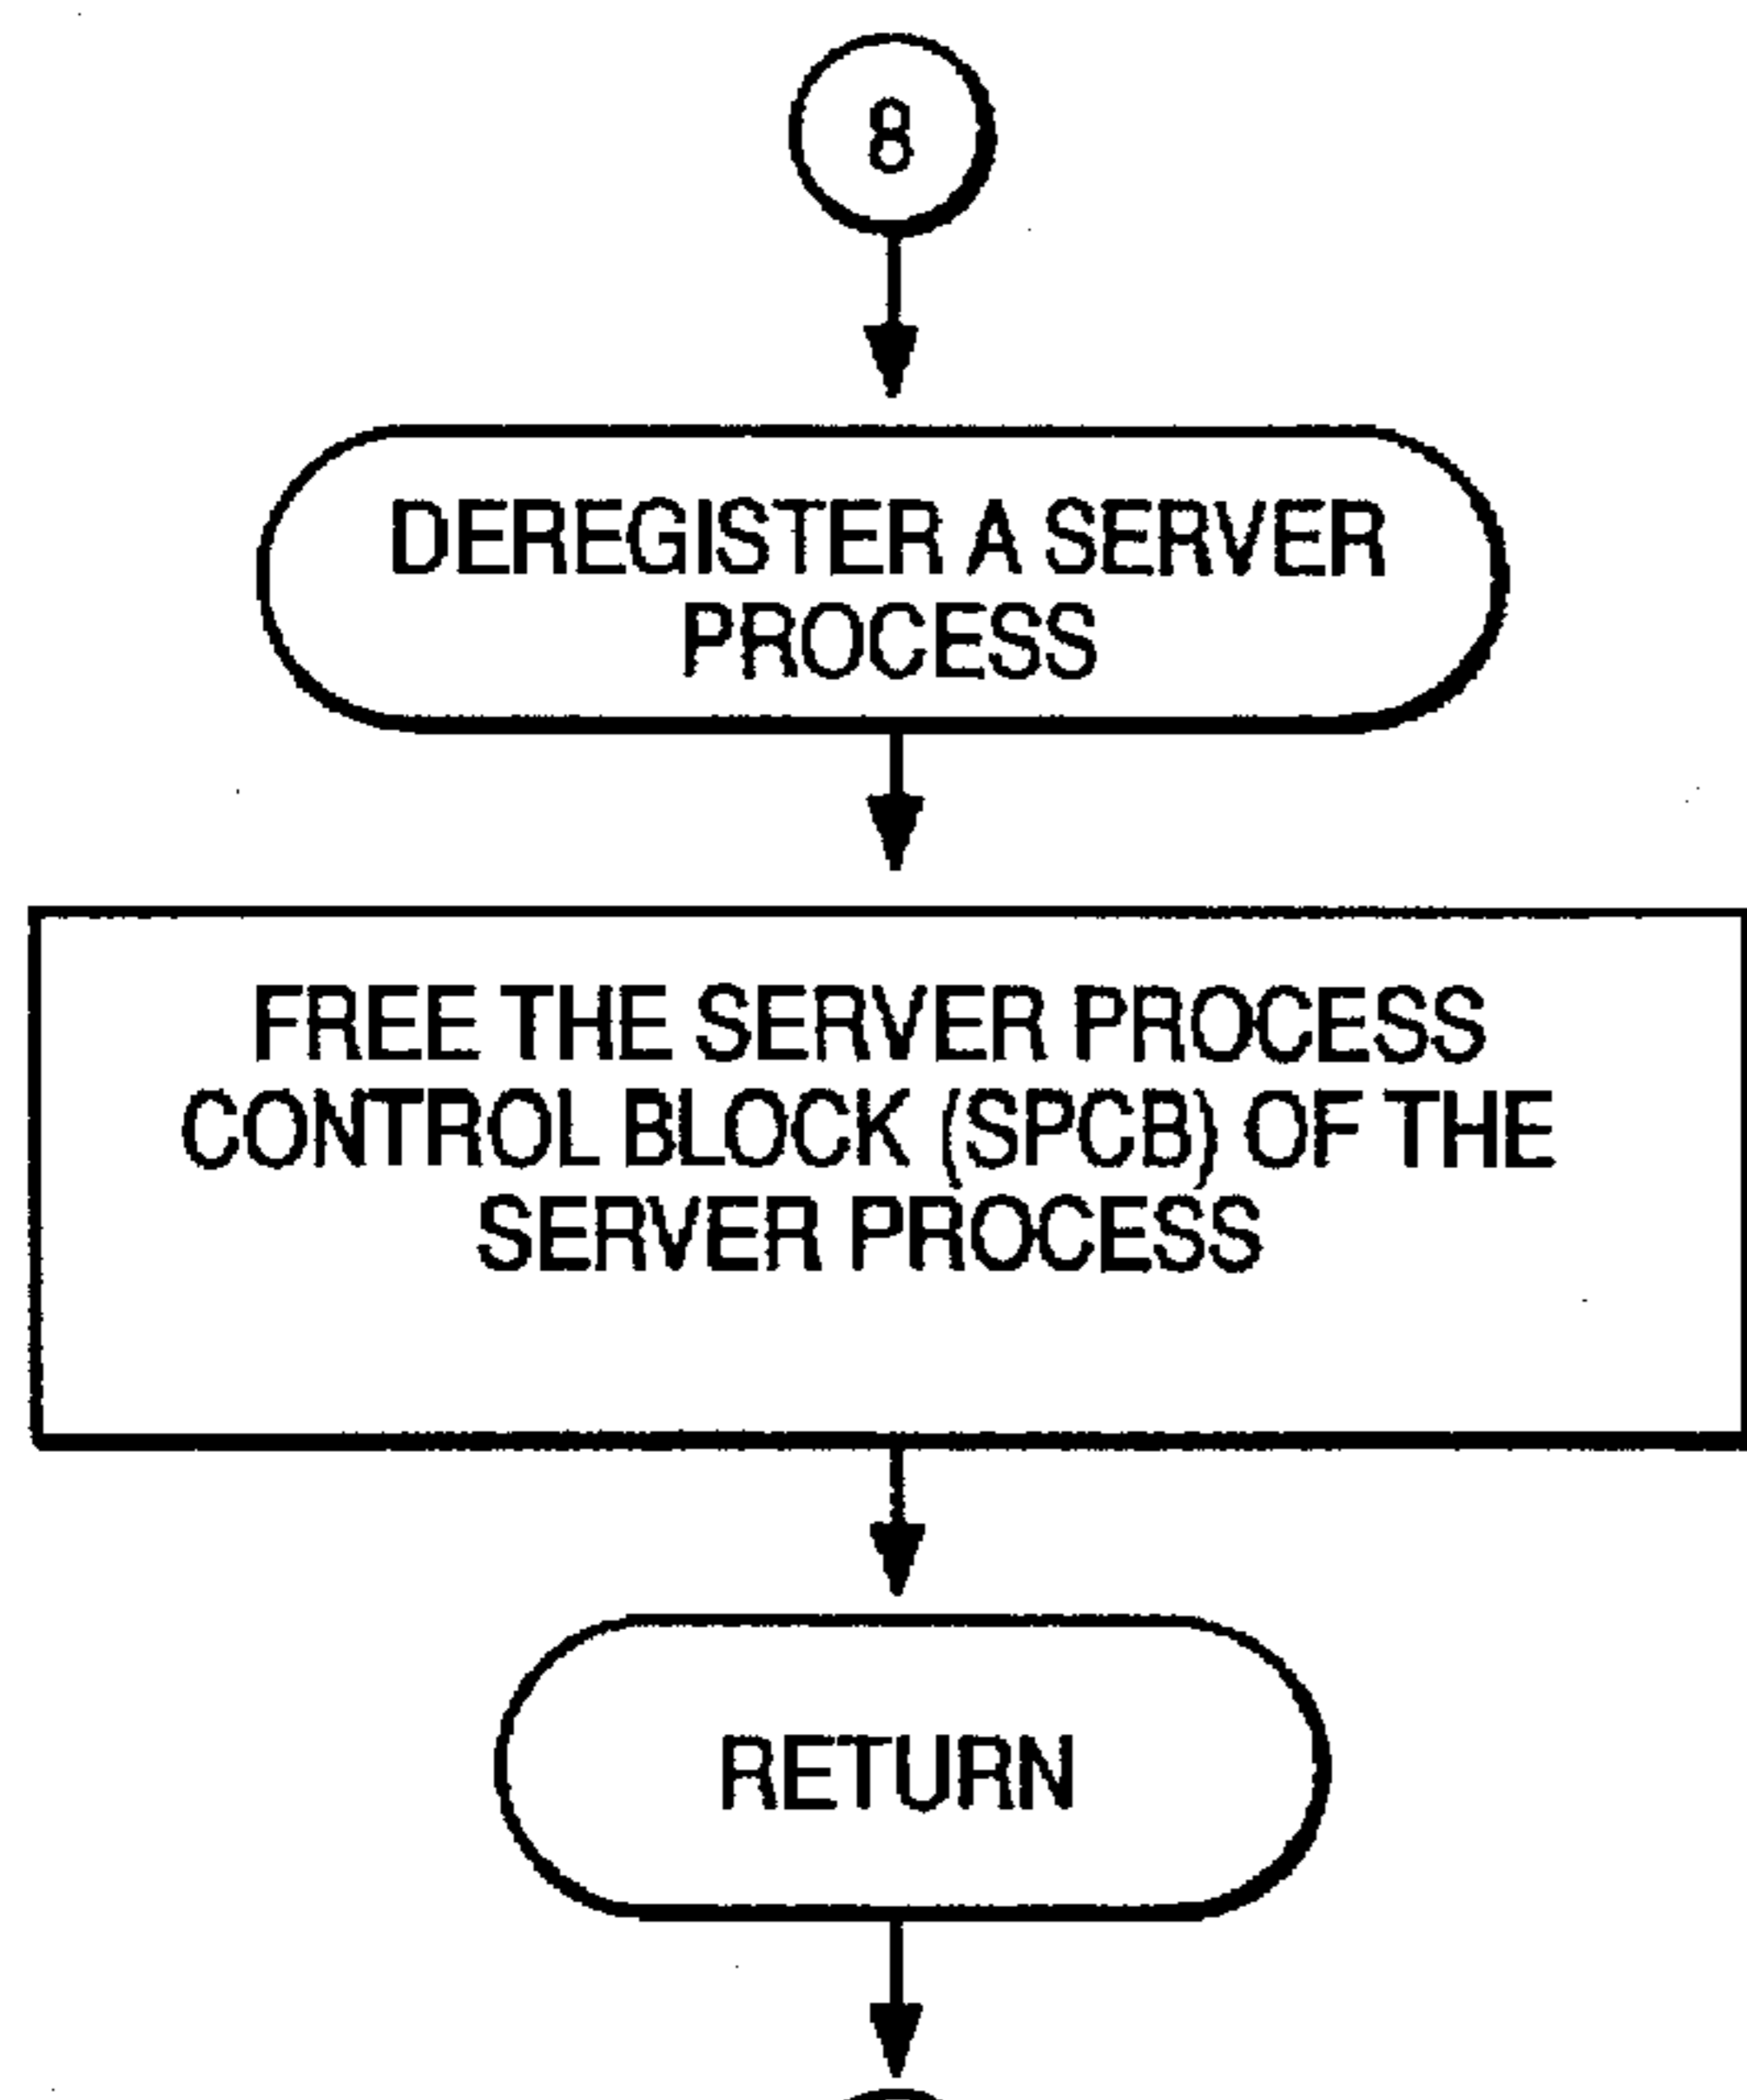 8
DEREGISTER A SERVER
PROCESS
FREE THE SERVER PROCESS
CONTROL BLOCK (SPCB) OF THE
SERVER PROCESS
RETURN